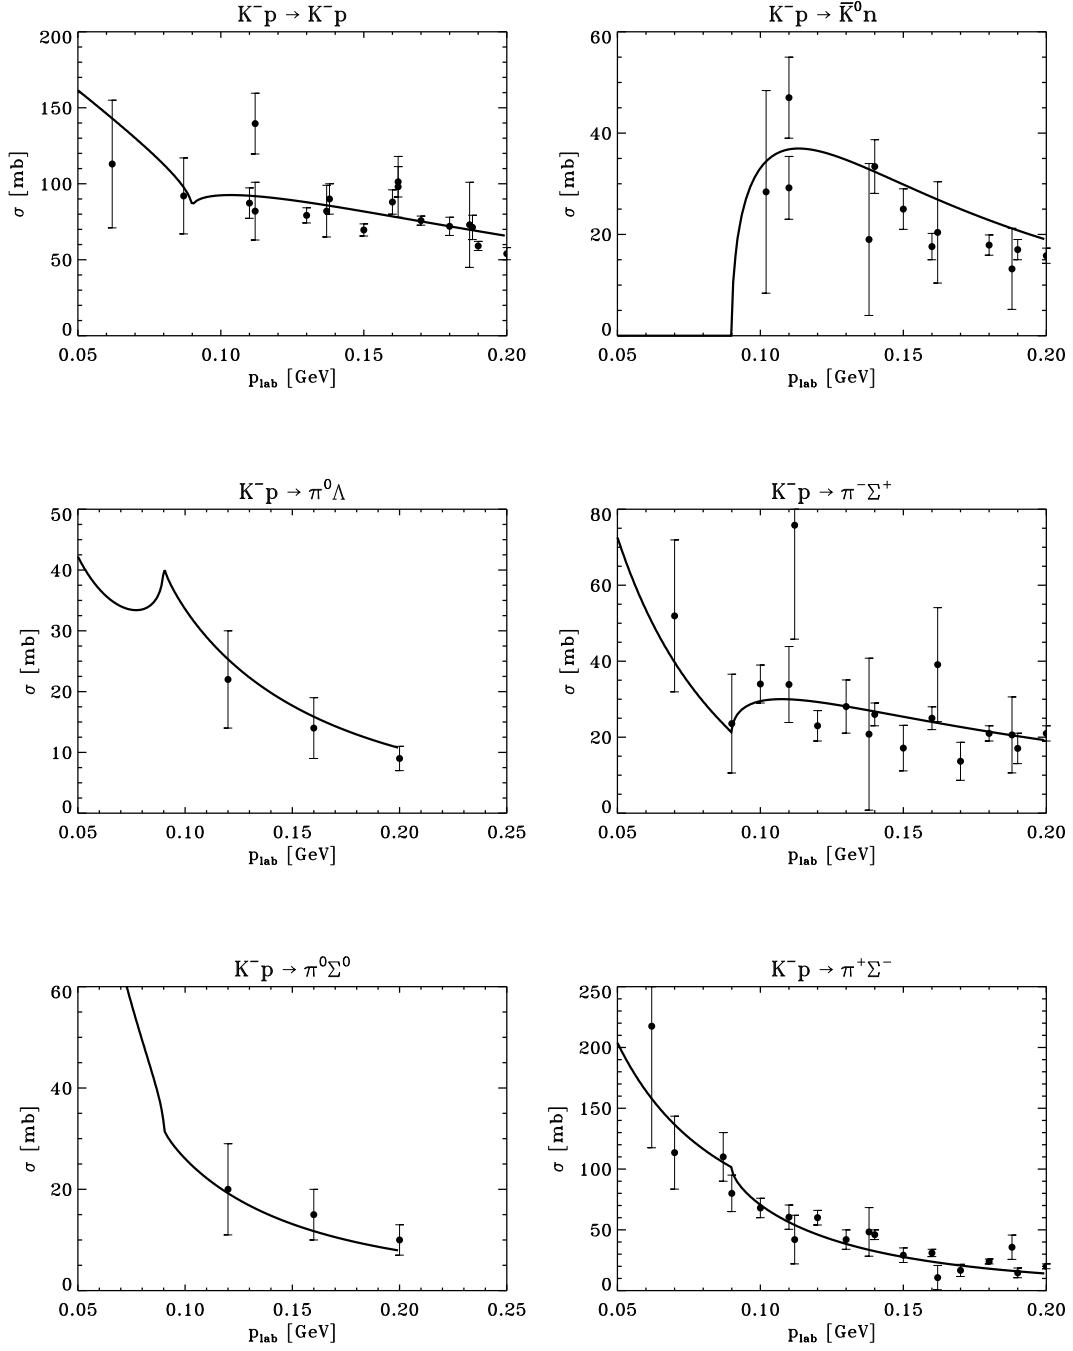 K⁻p → K⁻p
σ [mb]
200
150
100
50
0
0.05 0.10 0.15 0.20
p_lab [GeV]
K⁻p → K̅⁰n
σ [mb]
60
40
20
0
0.05 0.10 0.15 0.20
p_lab [GeV]
K⁻p → π⁰Λ
σ [mb]
50
40
30
20
10
0
0.05 0.10 0.15 0.20 0.25
p_lab [GeV]
K⁻p → π⁻Σ⁺
σ [mb]
80
60
40
20
0
0.05 0.10 0.15 0.20
p_lab [GeV]
K⁻p → π⁰Σ⁰
σ [mb]
60
40
20
0
0.05 0.10 0.15 0.20 0.25
p_lab [GeV]
K⁻p → π⁺Σ⁻
σ [mb]
250
200
150
100
50
0
0.05 0.10 0.15 0.20
p_lab [GeV]